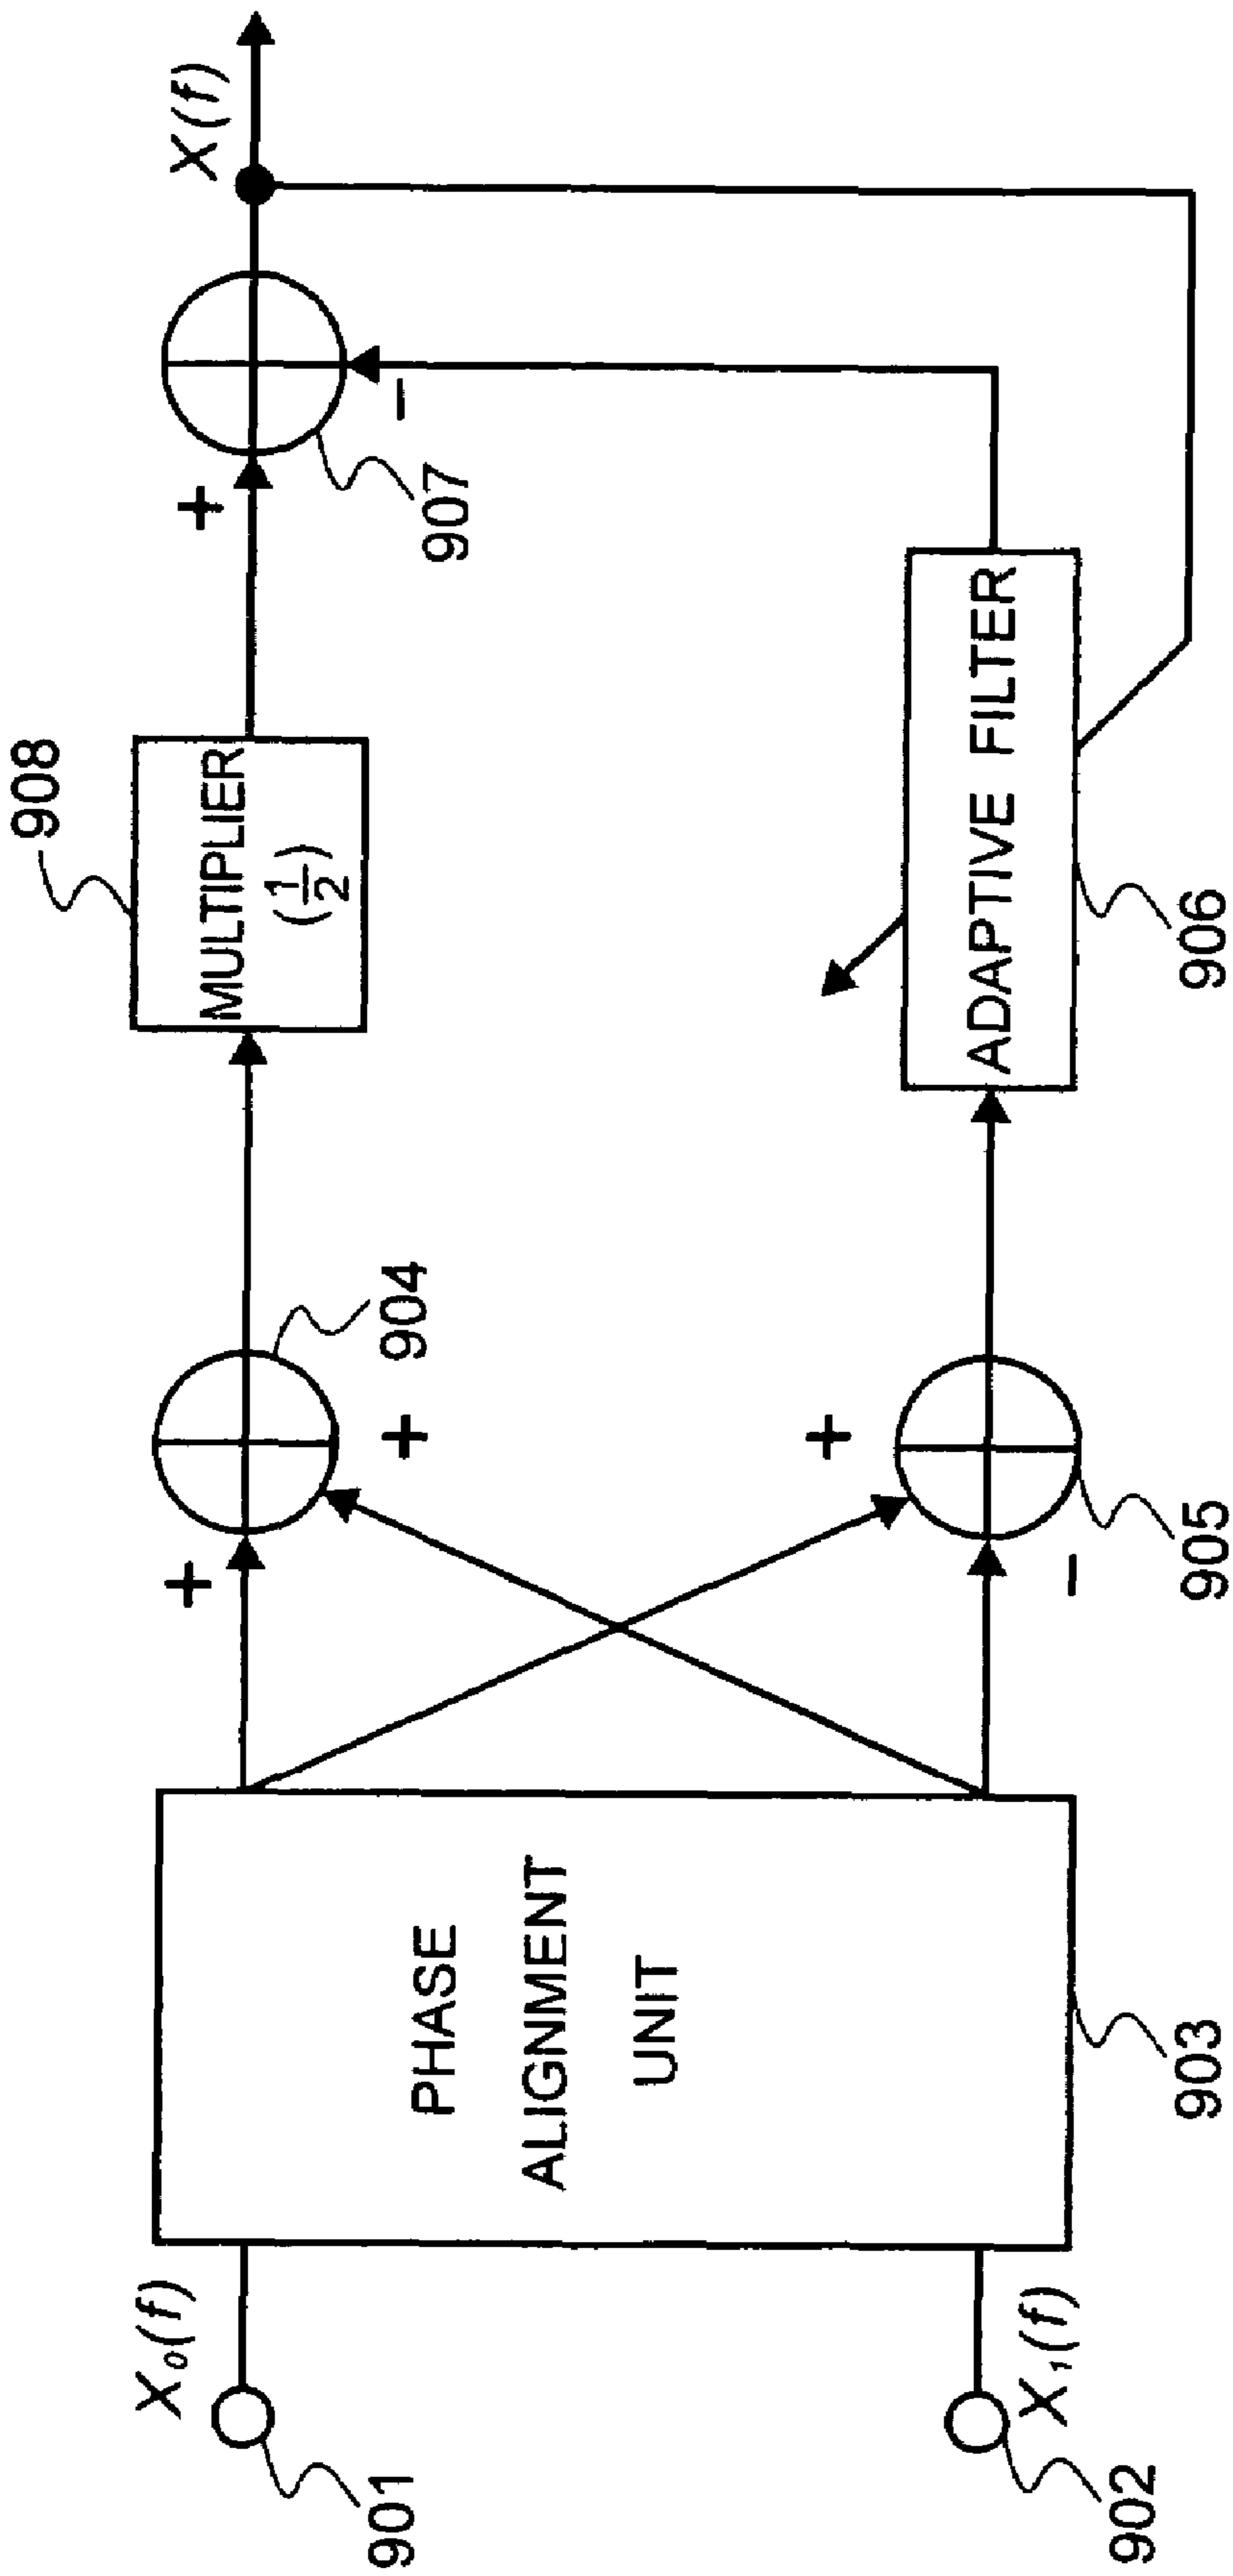 X₀(f)
901
X₁(f)
902
PHASE
ALIGNMENT
UNIT
903
+
+
904
+
−
905
MULTIPLIER
(1/2)
908
ADAPTIVE FILTER
906
+
−
907
X(f)